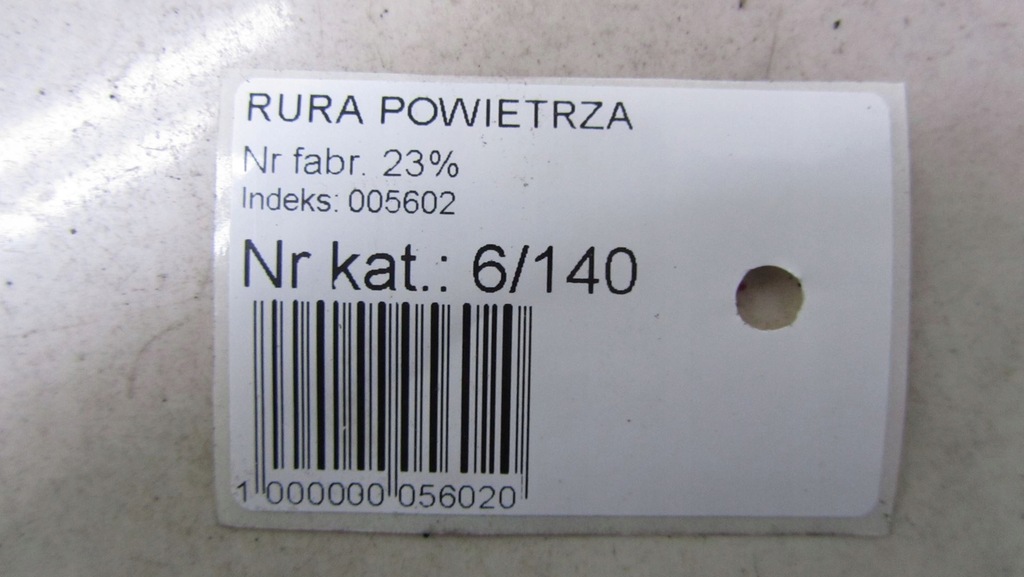 RURA POWIETRZA
Nr fabr. 23%
Indeks: 005602
Nr kat.: 6/140
1 000000 056020